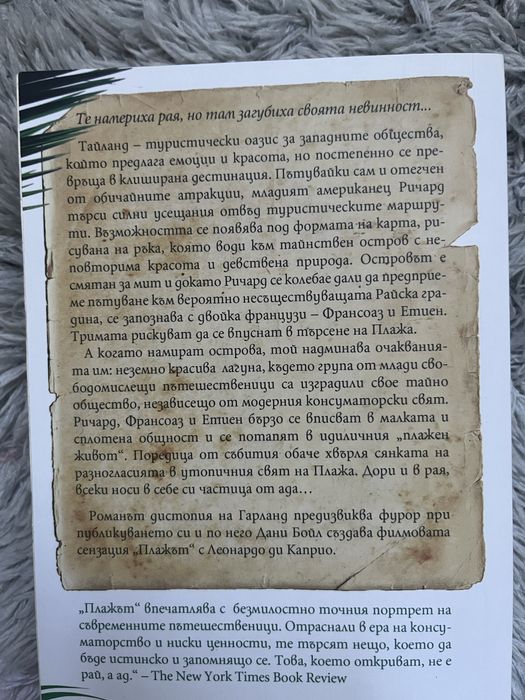 Те намериха рая, но там загубиха своята невинност...
Тайланд – туристически оазис за западните общества,
който предлага емоции и красота, но постепенно се пре-
връща в клиширана дестинация. Пътувайки сам и отегчен
от обичайните атракции, младият американец Ричард
търси силни усещания отвъд туристическите маршру-
ти. Възможността се появява под формата на карта, ри-
сувана на ръка, която води към тайнствен остров с не-
повторима красота и девствена природа. Островът е
смятан за мит и докато Ричард се колебае дали да предприе-
ме пътуване към вероятно несъществуващата Райска гра-
дина, се запознава с двойка французи – Франсоаз и Етиен.
Тримата рискуват да се впуснат в търсене на Плажа.
А когато намират острова, той надминава очаквания-
та им: неземно красива лагуна, където група от млади сво-
бодомислещи пътешественици са изградили свое тайно
общество, независещо от модерния консуматорски свят.
Ричард, Франсоаз и Етиен бързо се вписват в малката и
сплотена общност и се потапят в идиличния „плажен
живот“. Поредица от събития обаче хвърля сянката на
разногласията в утопичния свят на Плажа. Дори и в рая,
всеки носи в себе си частица от ада...
Романът дистопия на Гарланд предизвиква фурор при
публикуването си и по него Дани Бойл създава филмовата
сензация „Плажът“ с Леонардо ди Каприо.
„Плажът“ впечатлява с безмилостно точния портрет на
съвременните пътешественици. Отраснали в ера на консу-
маторство и ниски ценности, те търсят нещо, което да
бъде истинско и запомнящо се. Това, което откриват, не е
рай, а ад.“ – The New York Times Book Review